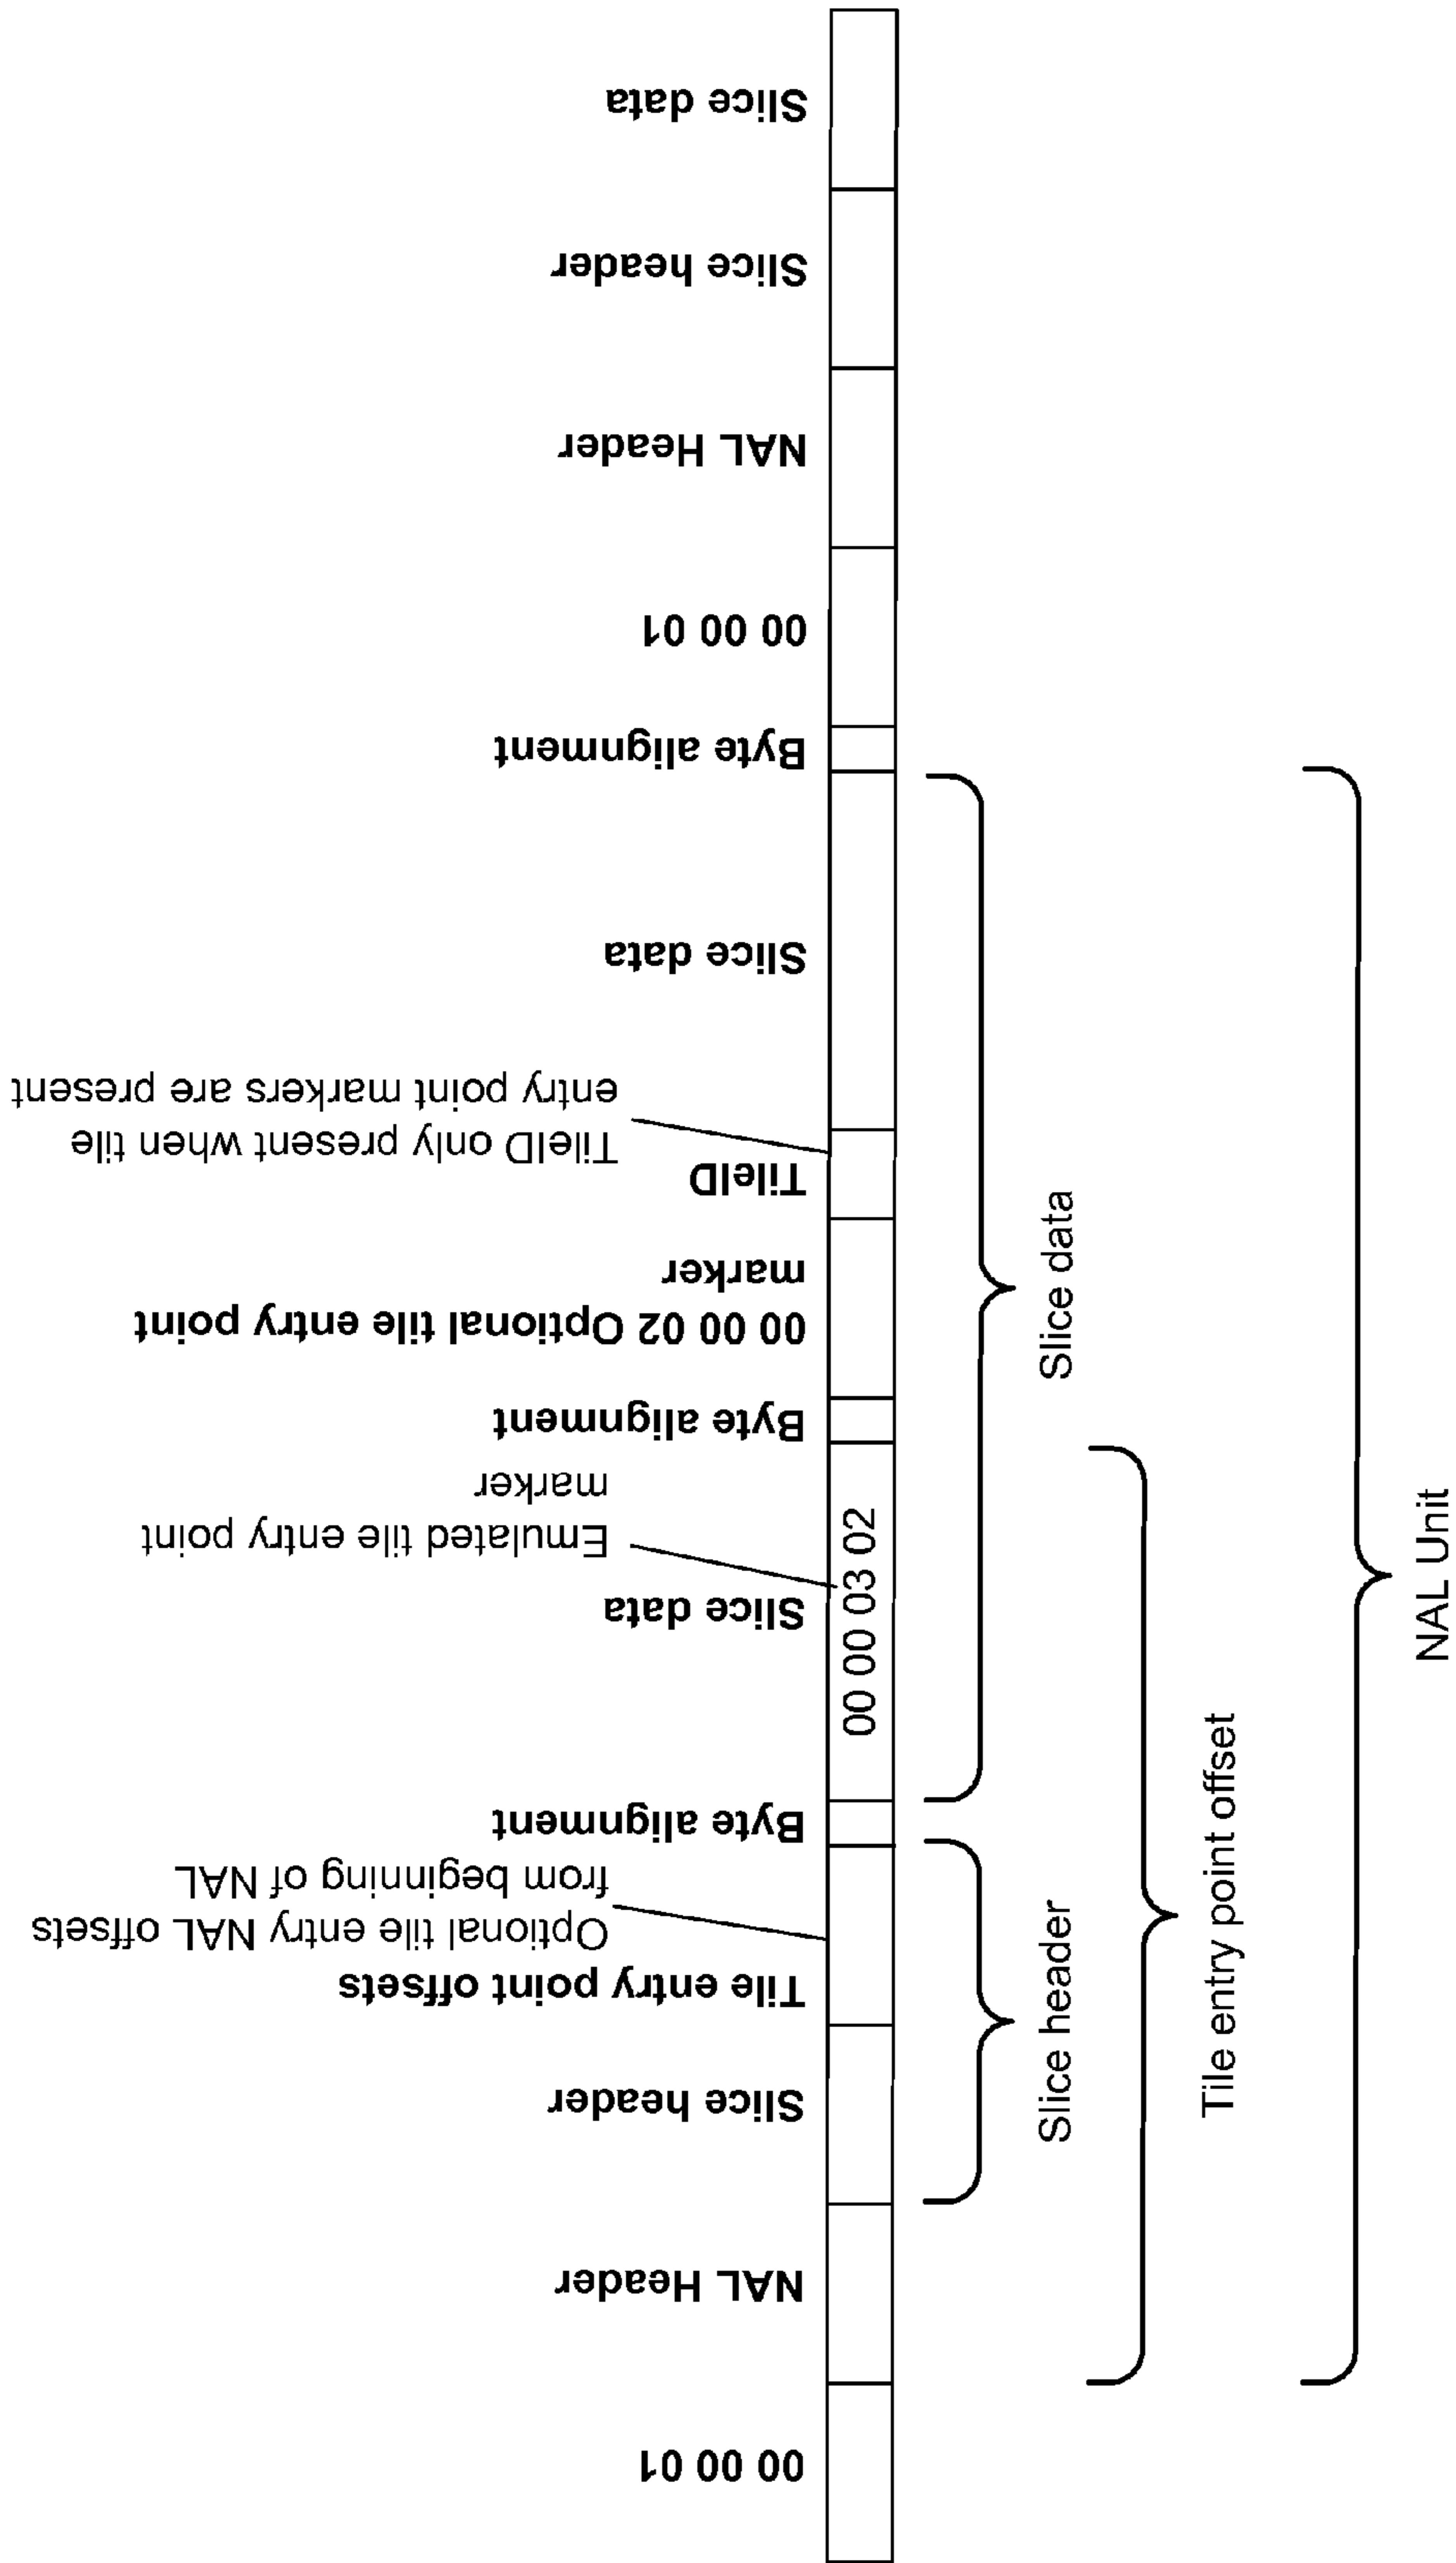 00 00 01
NAL Header
Slice header
Tile entry point offsets
Optional tile entry NAL offsets
from beginning of NAL
Byte alignment
Slice data
Emulated tile entry point
marker
00 00 03 02
Byte alignment
00 00 02 Optional tile entry point
marker
TileID
TileID only present when tile
entry point markers are present
Slice data
Byte alignment
00 00 01
NAL Header
Slice header
Slice data
Slice header
Slice data
Tile entry point offset
NAL Unit